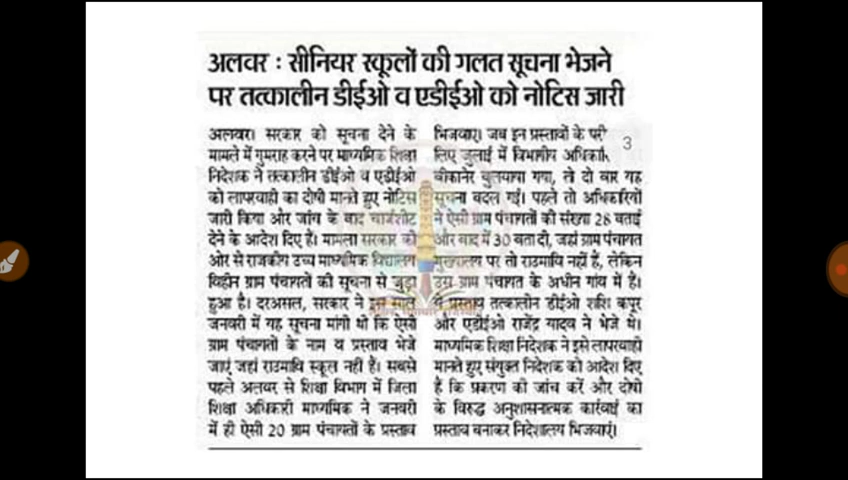 अलवर : सीनियर स्कूलों की गलत सूचना भेजने
पर तत्कालीन डीईओ व एडीईओ को नोटिस जारी
अलवर। सरकार को सूचना देने के
मामले में गुमराह करने पर माध्यमिक शिक्षा
निदेशक ने तत्कालीन डीईओ व एडीईओ
को लापरवाही का दोषी मानते हुए नोटिस
जारी किया और जांच के बाद चार्जशीट
देने के आदेश दिए हैं। मामला सरकार की
ओर से राजकीय उच्च माध्यमिक विद्यालय
विहीन ग्राम पंचायतों की सूचना से जुड़ा
हुआ है। दरअसल, सरकार ने इस साल
जनवरी में यह सूचना मांगी थी कि ऐसी
ग्राम पंचायतों के नाम व प्रस्ताव भेजे
जाएं जहां राउमावि स्कूल नहीं हैं। सबसे
पहले अलवर से शिक्षा विभाग में जिला
शिक्षा अधिकारी माध्यमिक ने जनवरी
में ही ऐसी 20 ग्राम पंचायतों के प्रस्ताव
भिजवाए। जब इन प्रस्तावों के
लिए जुलाई में विभागीय
बीकानेर बुलवाया गया, तो दो बार यह
सूचना बदल गई। पहले तो अधिकारियों
ने ऐसी ग्राम पंचायतों की संख्या 28 बताई
और बाद में 30 बता दी, जहां ग्राम पंचायत
मुख्यालय पर तो राउमावि नहीं हैं, लेकिन
उस ग्राम पंचायत के अधीन गांव में है।
ये प्रस्ताव तत्कालीन डीईओ शशि कपूर
और एडीईओ राजेंद्र यादव ने भेजे थे।
माध्यमिक शिक्षा निदेशक ने इसे लापरवाही
मानते हुए संयुक्त निदेशक को आदेश दिए
हैं कि प्रकरण की जांच करें और दोषी
के विरुद्ध अनुशासनात्मक कार्रवाई का
प्रस्ताव बनाकर निदेशालय भिजवाएं।
3